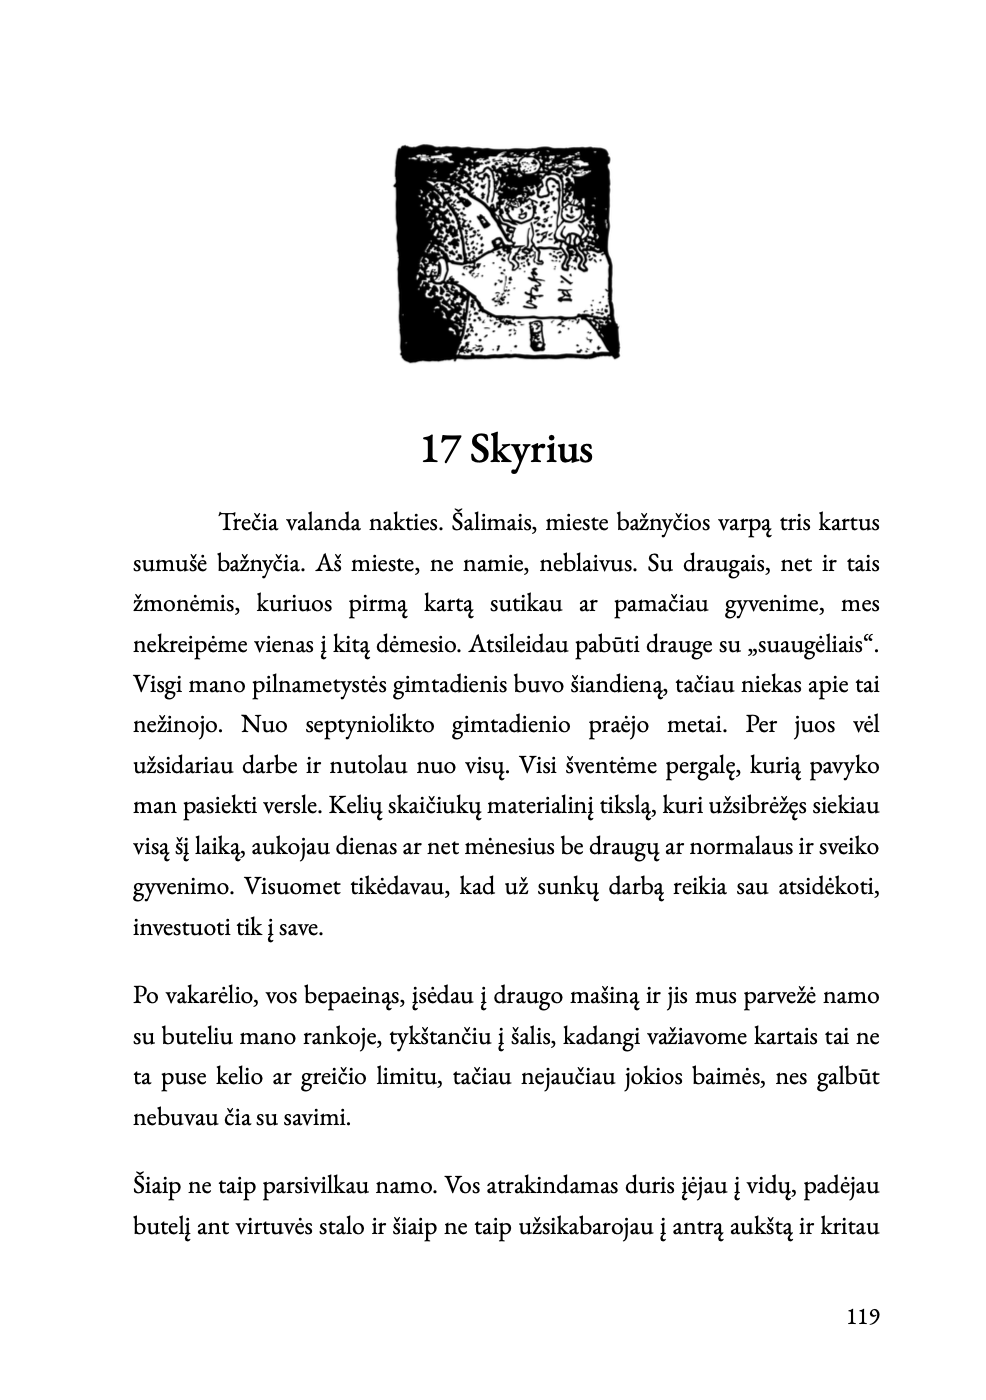 17 Skyrius
Trečia valanda nakties. Šalimais, mieste bažnyčios varpą tris kartus
sumušė bažnyčia. Aš mieste, ne namie, neblaivus. Su draugais, net ir tais
žmonėmis, kuriuos pirmą kartą sutikau ar pamačiau gyvenime, mes
nekreipėme vienas į kitą dėmesio. Atsileidau pabūti drauge su „suaugėliais“.
Visgi mano pilnametystės gimtadienis buvo šiandieną, tačiau niekas apie tai
nežinojo. Nuo septyniolikto gimtadienio praėjo metai. Per juos vėl
užsidariau darbe ir nutolau nuo visų. Visi šventėme pergalę, kurią pavyko
man pasiekti versle. Kelių skaičiukų materialinį tikslą, kuri užsibrėžęs siekiau
visą šį laiką, aukojau dienas ar net mėnesius be draugų ar normalaus ir sveiko
gyvenimo. Visuomet tikėdavau, kad už sunkų darbą reikia sau atsidėkoti,
investuoti tik į save.
Po vakarėlio, vos bepaeinąs, įsėdau į draugo mašiną ir jis mus parvežė namo
su buteliu mano rankoje, tykštančiu į šalis, kadangi važiavome kartais tai ne
ta puse kelio ar greičio limitu, tačiau nejaučiau jokios baimės, nes galbūt
nebuvau čia su savimi.
Šiaip ne taip parsivilkau namo. Vos atrakindamas duris įėjau į vidų, padėjau
butelį ant virtuvės stalo ir šiaip ne taip užsikabarojau į antrą aukštą ir kritau
119